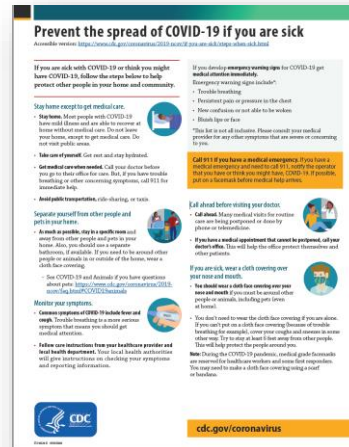 Prevent the spread of COVID-19 if you are sick
Accessible version: https://www.cdc.gov/coronavirus/2019-ncov/if-you-are-sick/steps-when-sick.html
If you are sick with COVID-19 or think you might
have COVID-19, follow the steps below to help
protect other people in your home and community.
Stay home except to get medical care.
• Stay home. Most people with COVID-19
have mild illness and are able to recover at
home without medical care. Do not leave
your home, except to get medical care. Do
not visit public areas.
• Take care of yourself. Get rest and stay hydrated.
• Get medical care when needed. Call your doctor before
you go to their office for care. But, if you have trouble
breathing or other concerning symptoms, call 911 for
immediate help.
• Avoid public transportation, ride-sharing, or taxis.
Separate yourself from other people and
pets in your home.
• As much as possible, stay in a specific room and
away from other people and pets in your
home. Also, you should use a separate
bathroom, if available. If you need to be around other
people or animals in or outside of the home, wear a
cloth face covering.
- See COVID-19 and Animals if you have questions
about pets: https://www.cdc.gov/coronavirus/2019-
ncov/faq.html#COVID19animals
Monitor your symptoms.
• Common symptoms of COVID-19 include fever and
cough. Trouble breathing is a more serious
symptom that means you should get
medical attention.
• Follow care instructions from your healthcare provider and
local health department. Your local health authorities
will give instructions on checking your symptoms
and reporting information.
If you develop emergency warning signs for COVID-19 get
medical attention immediately.
Emergency warning signs include*:
• Trouble breathing
• Persistent pain or pressure in the chest
• New confusion or not able to be woken
• Bluish lips or face
*This list is not all inclusive. Please consult your medical
provider for any other symptoms that are severe or concerning
to you.
Call 911 if you have a medical emergency. If you have a
medical emergency and need to call 911, notify the operator
that you have or think you might have, COVID-19. If possible,
put on a facemask before medical help arrives.
Call ahead before visiting your doctor.
• Call ahead. Many medical visits for routine
care are being postponed or done by
phone or telemedicine.
• If you have a medical appointment that cannot be postponed, call your
doctor's office. This will help the office protect themselves and
other patients.
If you are sick, wear a cloth covering over
your nose and mouth.
• You should wear a cloth face covering over your
nose and mouth if you must be around other
people or animals, including pets (even
at home).
• You don't need to wear the cloth face covering if you are alone.
If you can't put on a cloth face covering (because of trouble
breathing for example), cover your coughs and sneezes in some
other way. Try to stay at least 6 feet away from other people.
This will help protect the people around you.
Note: During the COVID-19 pandemic, medical grade facemasks
are reserved for healthcare workers and some first responders.
You may need to make a cloth face covering using a scarf
or bandana.
CDC
cdc.gov/coronavirus